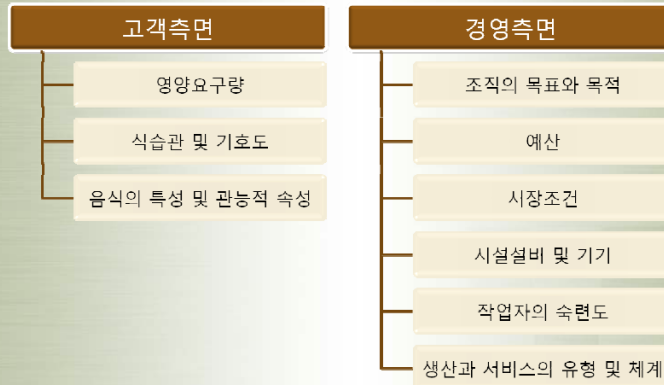 고객측면
영양요구량
식습관 및 기호도
음식의 특성 및 관능적 속성
경영측면
조직의 목표와 목적
예산
시장조건
시설설비 및 기기
작업자의 숙련도
생산과 서비스의 유형 및 체계